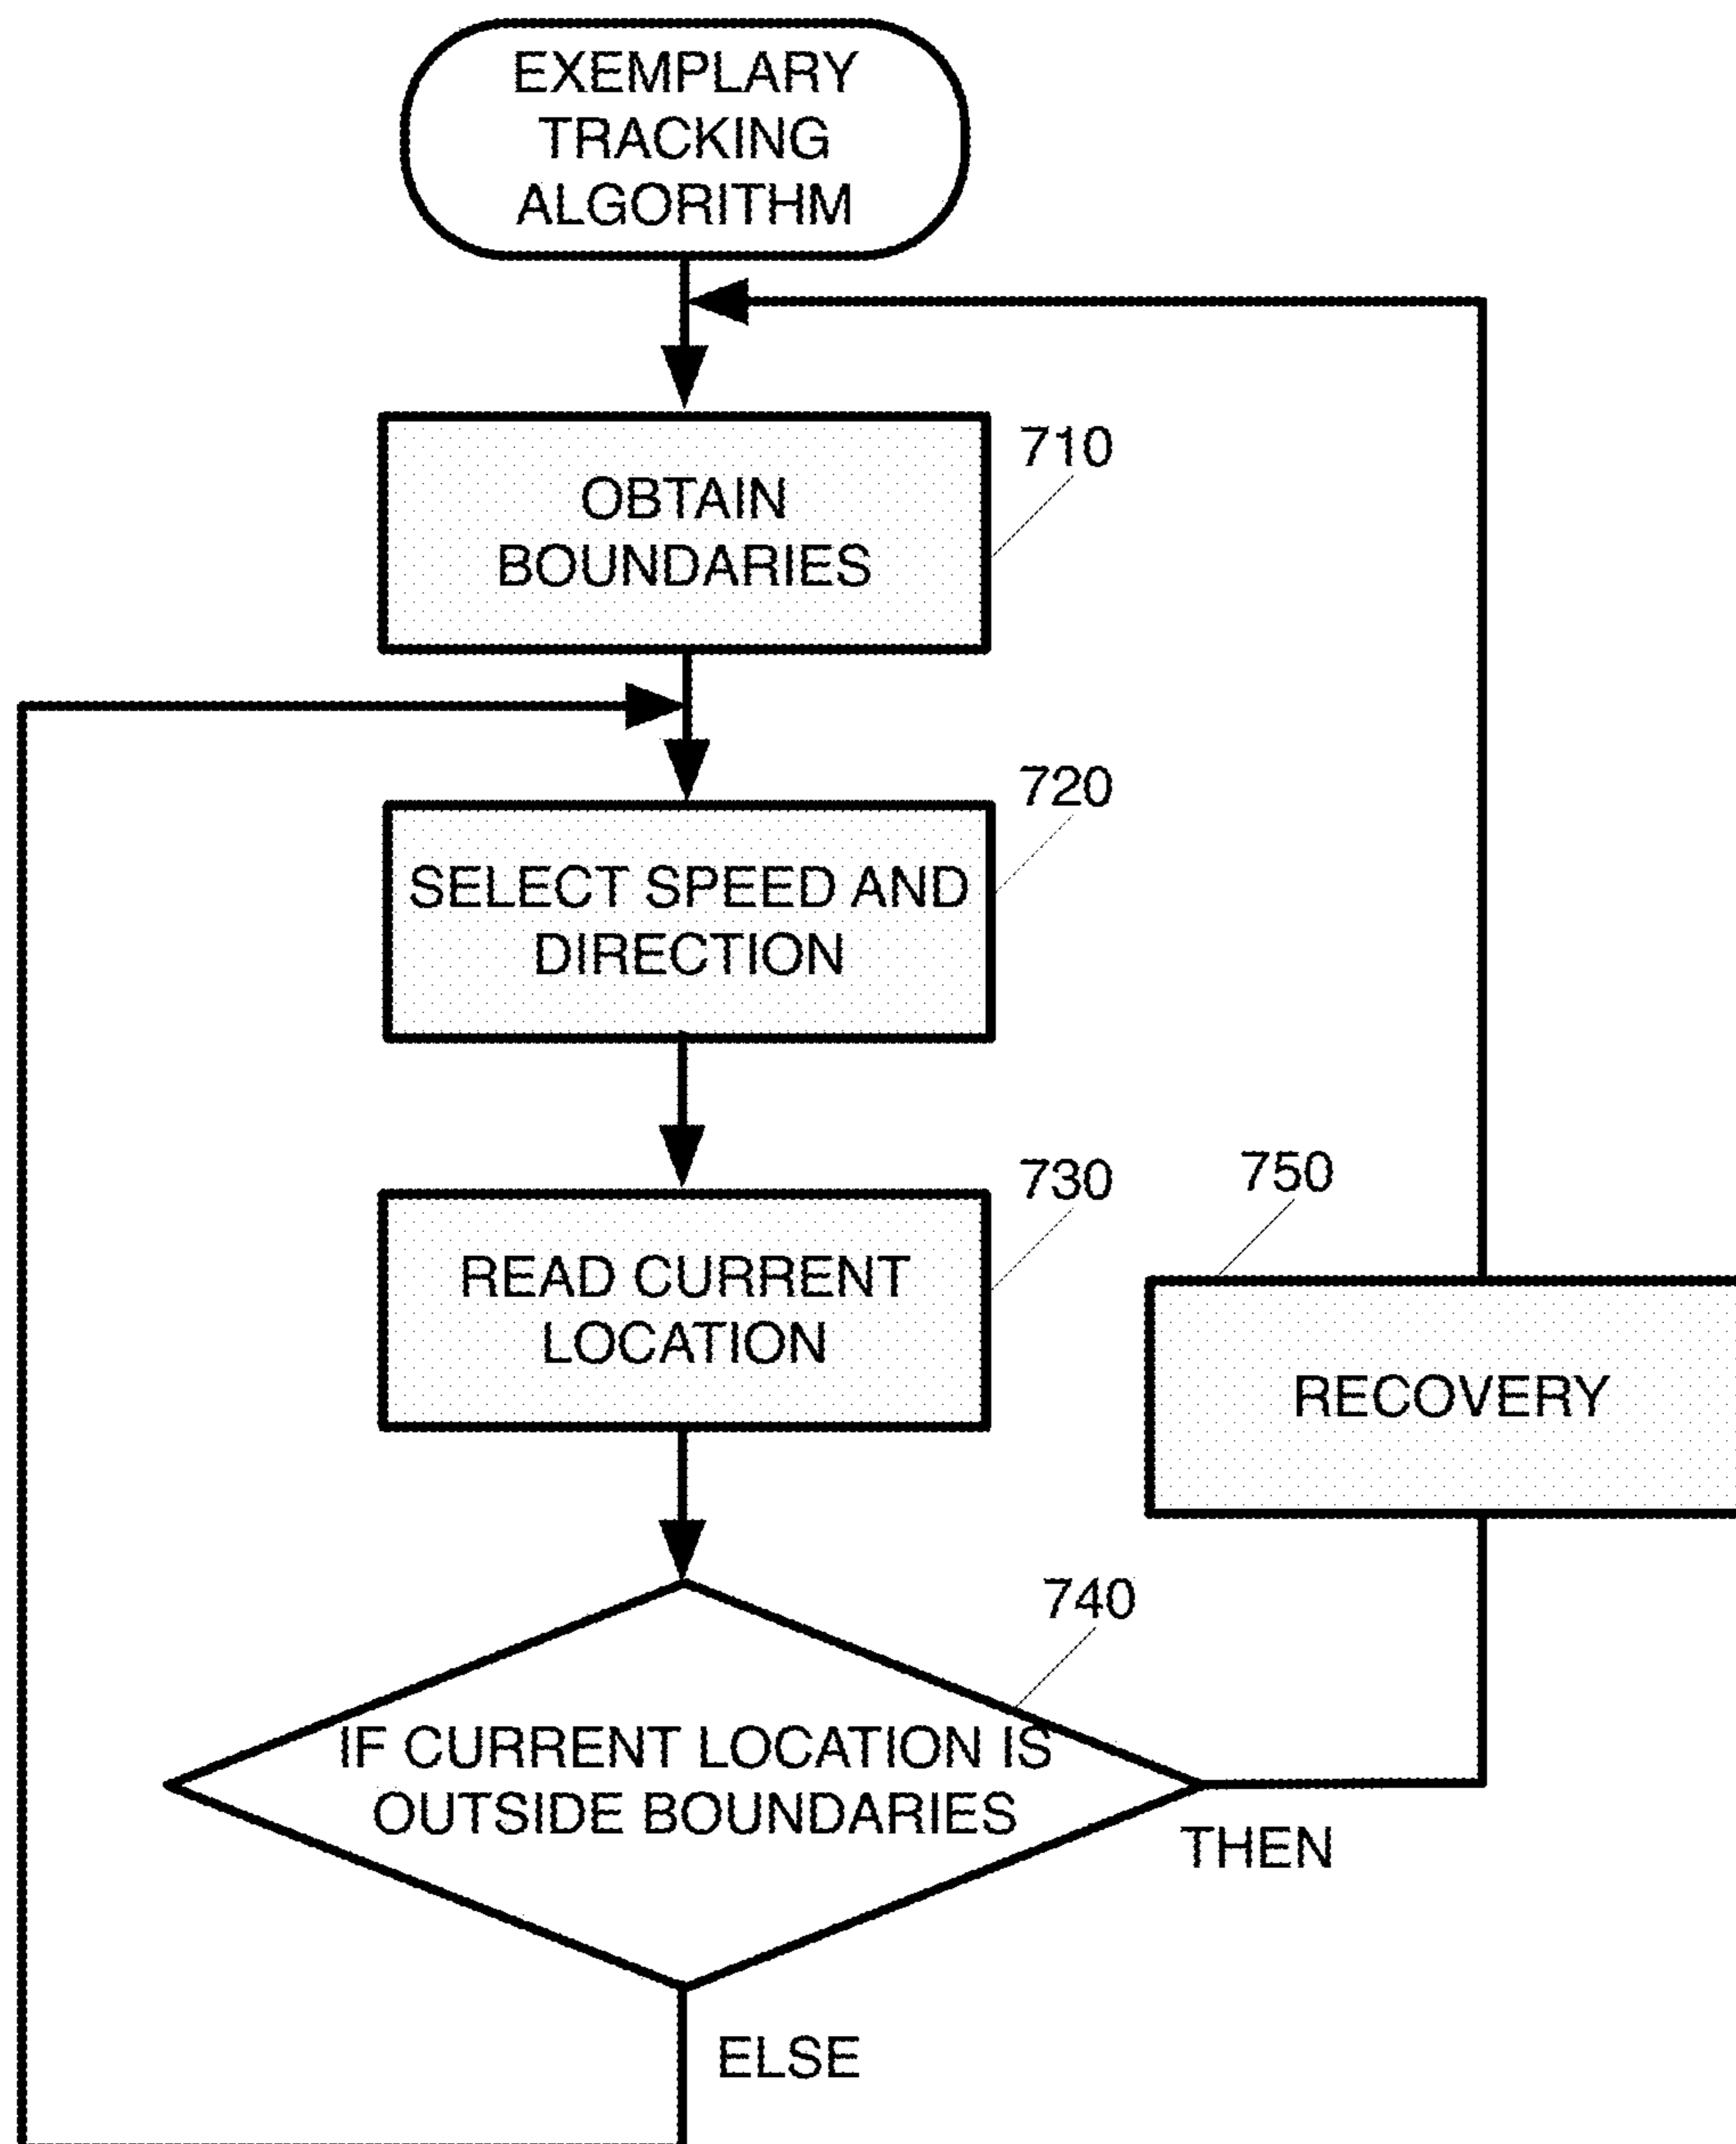 EXEMPLARY
TRACKING
ALGORITHM
710
OBTAIN
BOUNDARIES
720
SELECT SPEED AND
DIRECTION
730
READ CURRENT
LOCATION
750
RECOVERY
740
IF CURRENT LOCATION IS
OUTSIDE BOUNDARIES
THEN
ELSE